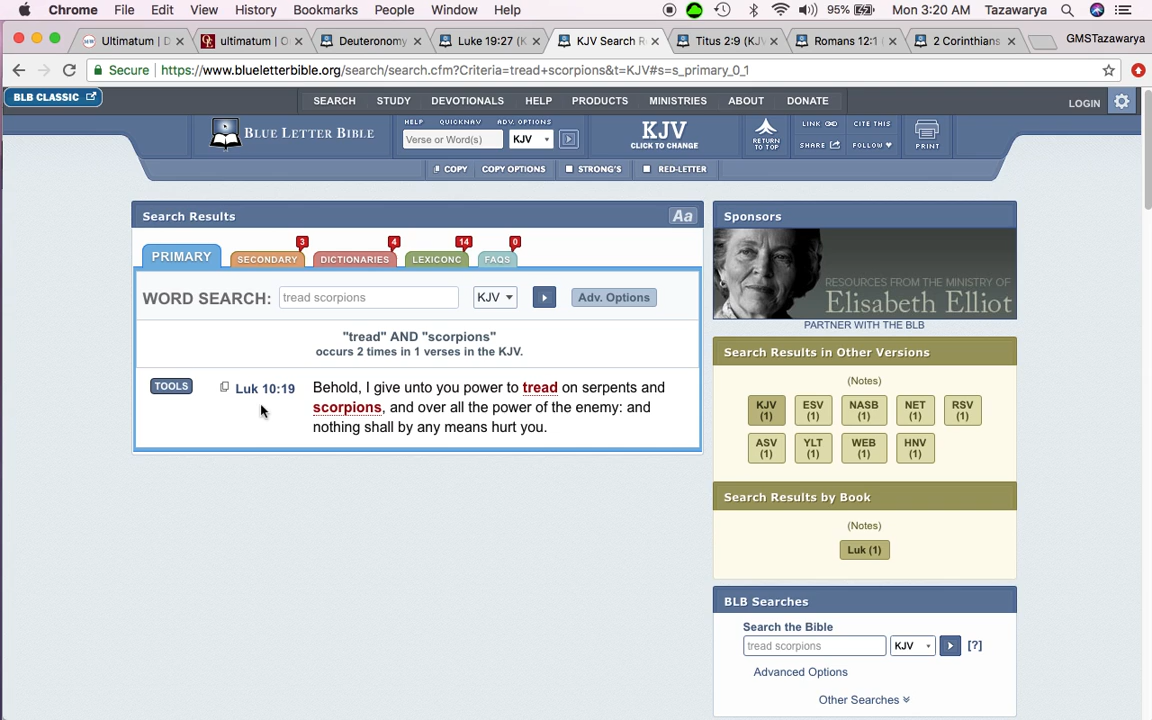 Chrome File Edit View History Bookmarks People Window Help 95% Mon 3:20 AM Tazawarya
Ultimatum | D ultimatum | O Deuteronomy Luke 19:27 (K KJV Search R Titus 2:9 (KJV Romans 12:1 ( 2 Corinthians GMSTazawarya
Secure https://www.blueletterbible.org/search/search.cfm?Criteria=tread+scorpions&t=KJV#s=s_primary_0_1
BLB CLASSIC
SEARCH STUDY DEVOTIONALS HELP PRODUCTS MINISTRIES ABOUT DONATE LOGIN
HELP QUICKNAV ADV. OPTIONS
BLUE LETTER BIBLE
Verse or Word(s) KJV
KJV
CLICK TO CHANGE
RETURN
TO TOP
LINK CITE THIS
SHARE FOLLOW
PRINT
COPY COPY OPTIONS STRONG'S RED-LETTER
Search Results Aa
3 4 14 0
PRIMARY SECONDARY DICTIONARIES LEXICONC FAQS
WORD SEARCH: tread scorpions KJV Adv. Options
"tread" AND "scorpions"
occurs 2 times in 1 verses in the KJV.
TOOLS Luk 10:19 Behold, I give unto you power to tread on serpents and
scorpions, and over all the power of the enemy: and
nothing shall by any means hurt you.
Sponsors
RESOURCES FROM THE MINISTRY OF
Elisabeth Elliot
PARTNER WITH THE BLB
Search Results in Other Versions
(Notes)
KJV ESV NASB NET RSV
(1) (1) (1) (1) (1)
ASV YLT WEB HNV
(1) (1) (1) (1)
Search Results by Book
(Notes)
Luk (1)
BLB Searches
Search the Bible
tread scorpions KJV [?]
Advanced Options
Other Searches